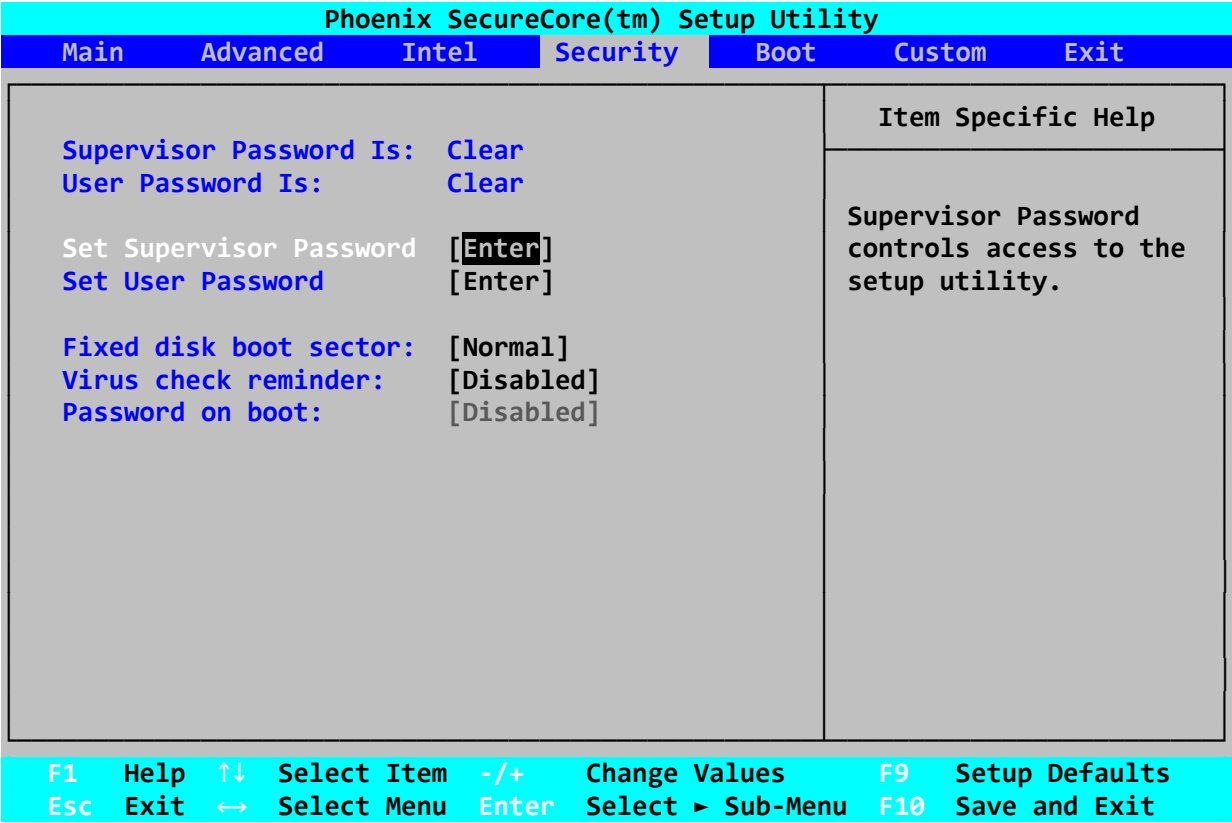 Phoenix SecureCore(tm) Setup Utility
Main Advanced Intel Security Boot Custom Exit
Item Specific Help
Supervisor Password Is: Clear
User Password Is: Clear
Set Supervisor Password [Enter]
Set User Password [Enter]
Fixed disk boot sector: [Normal]
Virus check reminder: [Disabled]
Password on boot: [Disabled]
Supervisor Password
controls access to the
setup utility.
F1 Help ↑↓ Select Item -/+ Change Values F9 Setup Defaults
Esc Exit ↔ Select Menu Enter Select ► Sub-Menu F10 Save and Exit